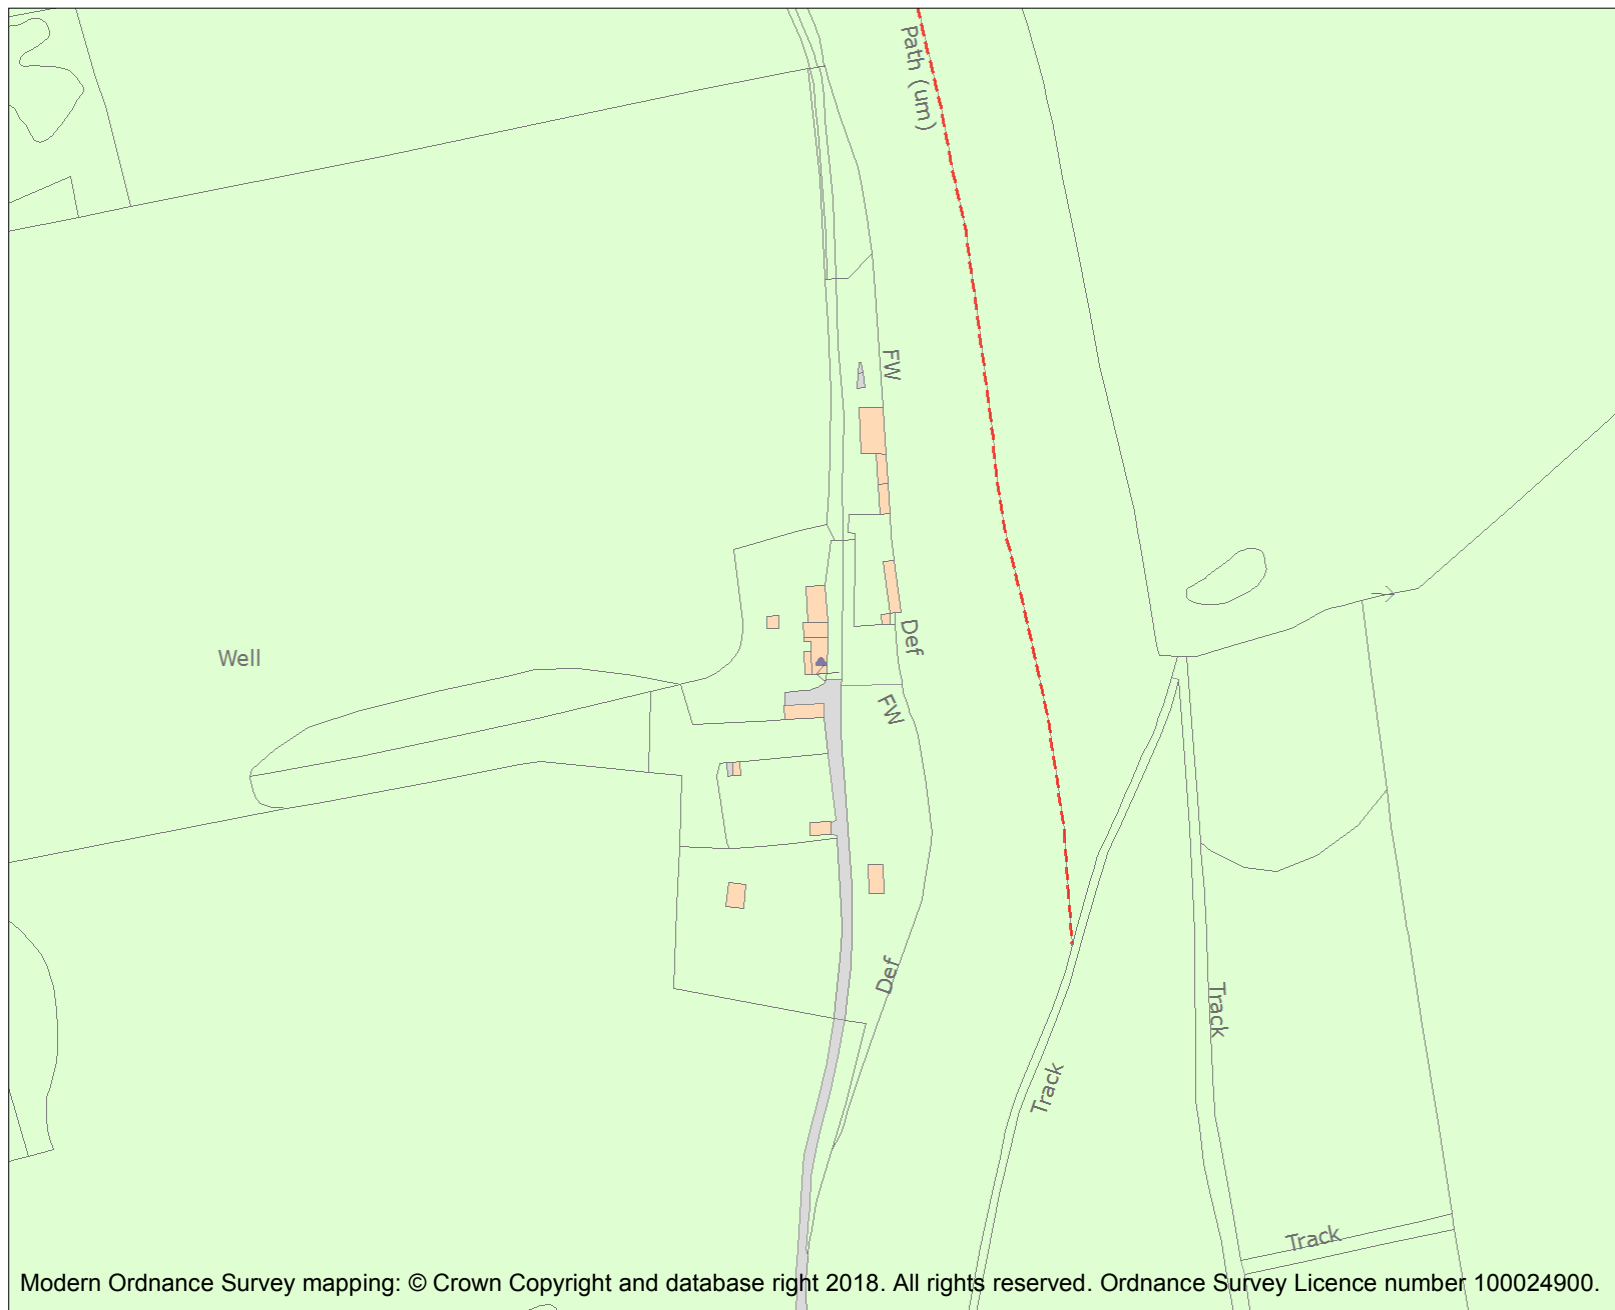 Path (um)
FW
Def
Well
FW
Def
Track
Track
Track
Modern Ordnance Survey mapping: © Crown Copyright and database right 2018. All rights reserved. Ordnance Survey Licence number 100024900.